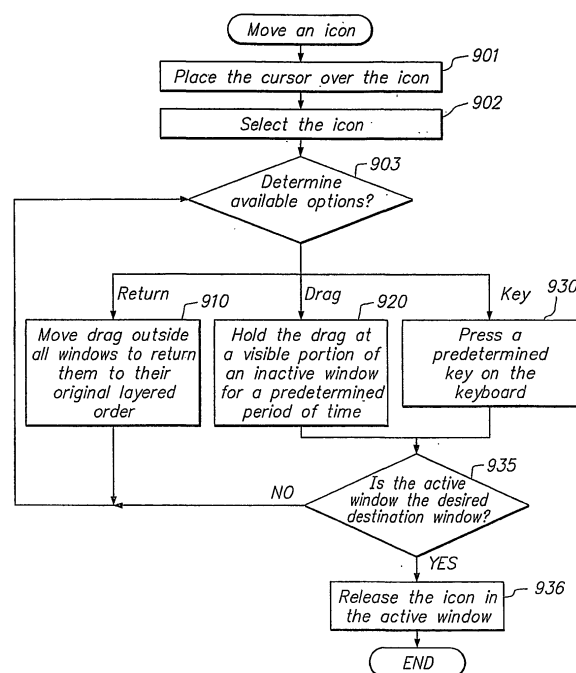 Move an icon
901
Place the cursor over the icon
902
Select the icon
903
Determine
available options?
Return
910
Move drag outside
all windows to return
them to their
original layered
order
Drag
920
Hold the drag at
a visible portion of
an inactive window
for a predetermined
period of time
Key
930
Press a
predetermined
key on the
keyboard
935
Is the active
window the desired
destination window?
NO
YES
936
Release the icon in
the active window
END